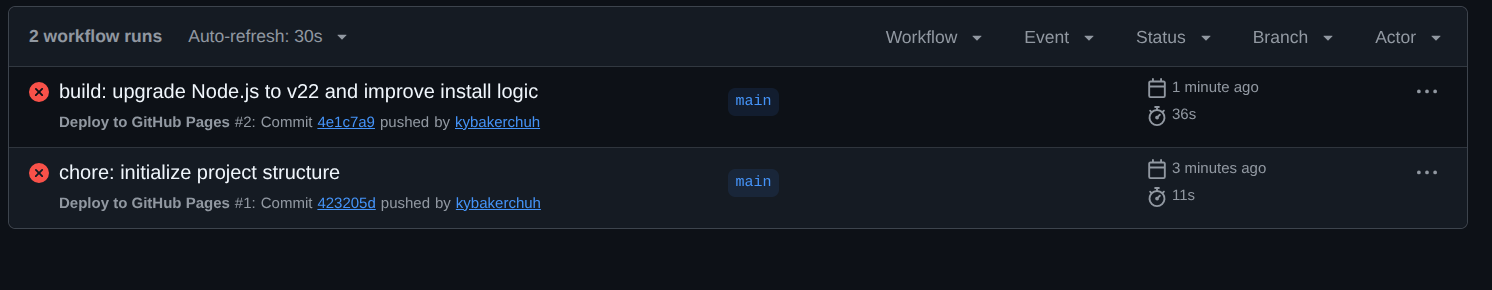 2 workflow runs Auto-refresh: 30s Workflow Event Status Branch Actor
build: upgrade Node.js to v22 and improve install logic
Deploy to GitHub Pages #2: Commit 4e1c7a9 pushed by kybakerchuh
main
1 minute ago
36s
chore: initialize project structure
Deploy to GitHub Pages #1: Commit 423205d pushed by kybakerchuh
main
3 minutes ago
11s